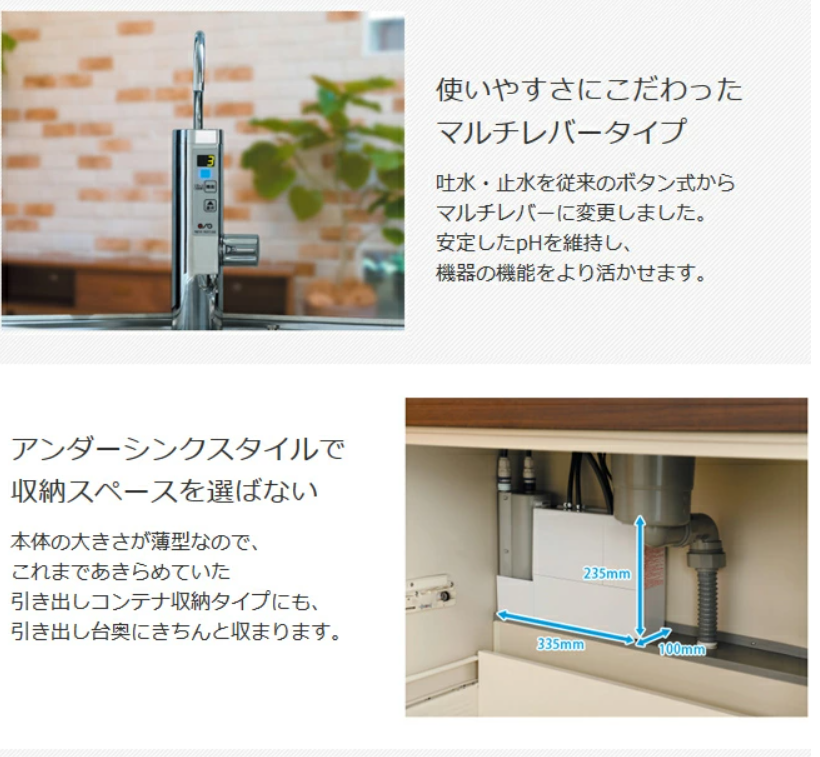 使いやすさにこだわった
マルチレバータイプ
吐水・止水を従来のボタン式から
マルチレバーに変更しました。
安定したpHを維持し、
機器の機能をより活かせます。
3
アンダーシンクスタイルで
収納スペースを選ばない
本体の大きさが薄型なので、
これまであきらめていた
引き出しコンテナ収納タイプにも、
引き出し台奥にきちんと収まります。
235mm
335mm
100mm